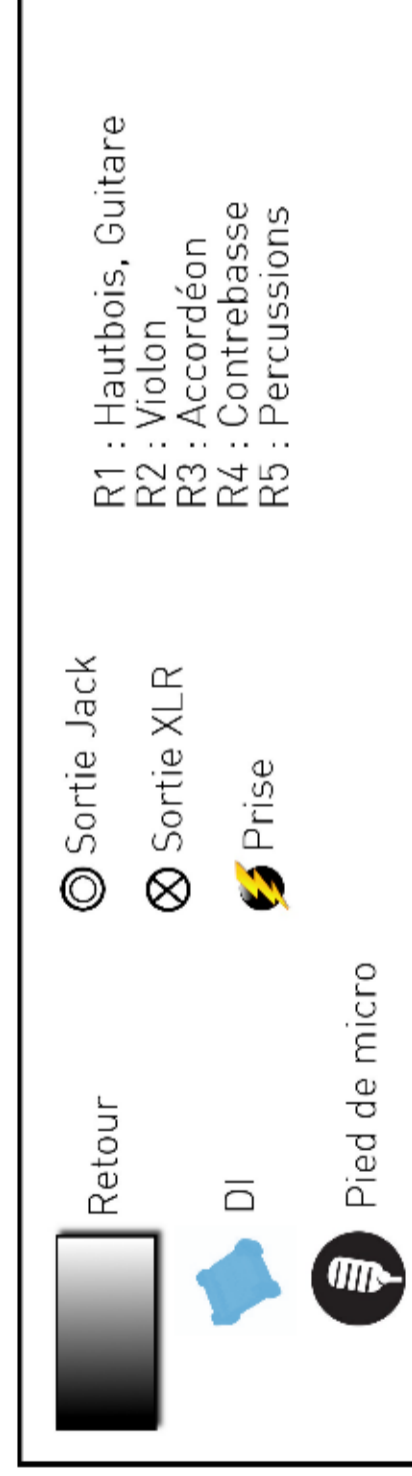 Retour
DI
Pied de micro
Sortie Jack
Sortie XLR
Prise
R1 : Hautbois, Guitare
R2 : Violon
R3 : Accordéon
R4 : Contrebasse
R5 : Percussions